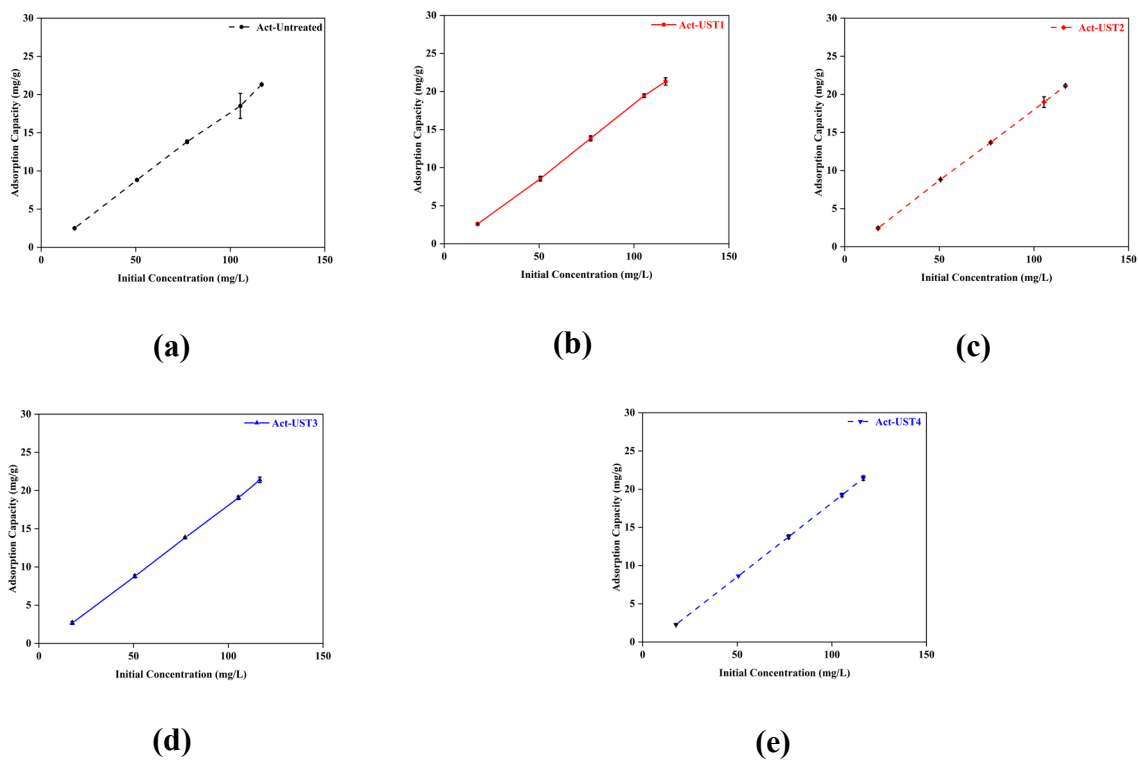 Act-Untreated
30
25
20
15
10
5
0
Adsorption Capacity (mg/g)
0 50 100 150
Initial Concentration (mg/L)
(a)
Act-UST1
30
25
20
15
10
5
0
Adsorption Capacity (mg/g)
0 50 100 150
Initial Concentration (mg/L)
(b)
Act-UST2
30
25
20
15
10
5
0
Adsorption Capacity (mg/g)
0 50 100 150
Initial Concentration (mg/L)
(c)
Act-UST3
30
25
20
15
10
5
0
Adsorption Capacity (mg/g)
0 50 100 150
Initial Concentration (mg/L)
(d)
Act-UST4
30
25
20
15
10
5
0
Adsorption Capacity (mg/g)
0 50 100 150
Initial Concentration (mg/L)
(e)